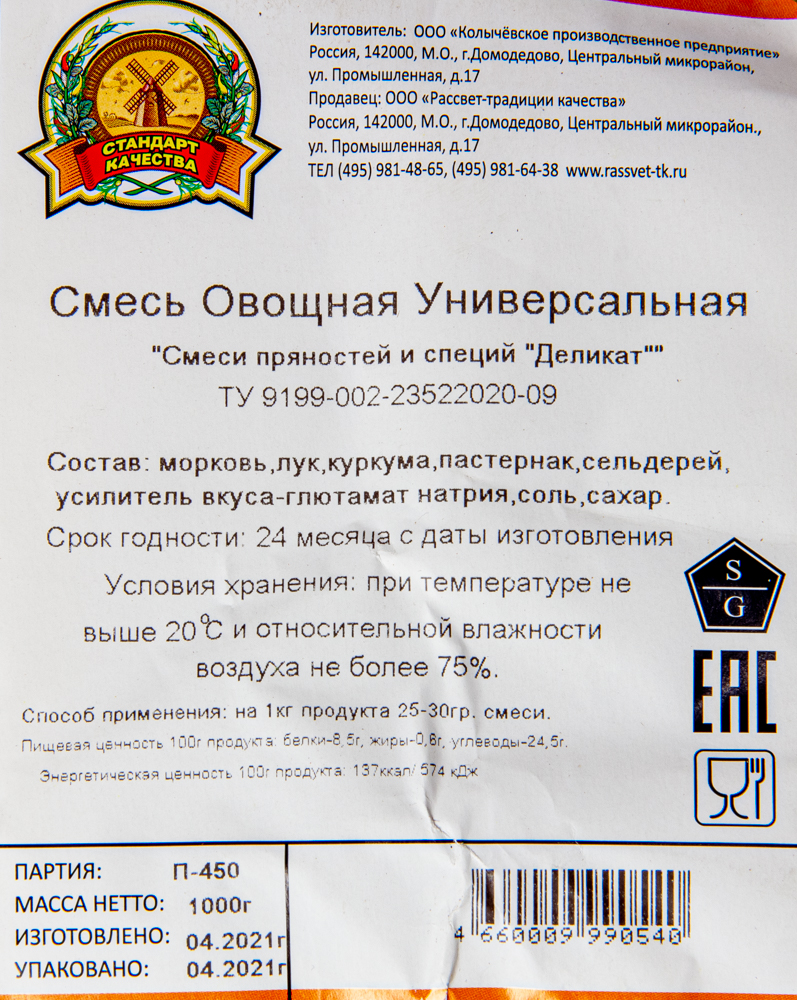 СТАНДАРТ
КАЧЕСТВА
Изготовитель: ООО «Колычёвское производственное предприятие»
Россия, 142000, М.О., г.Домодедово, Центральный микрорайон,
ул. Промышленная, д.17
Продавец: ООО «Рассвет-традиции качества»
Россия, 142000, М.О., г.Домодедово, Центральный микрорайон.,
ул. Промышленная, д.17
ТЕЛ (495) 981-48-65, (495) 981-64-38 www.rassvet-tk.ru
Смесь Овощная Универсальная
"Смеси пряностей и специй "Деликат""
ТУ 9199-002-23522020-09
Состав: морковь,лук,куркума,пастернак,сельдерей,
усилитель вкуса-глютамат натрия,соль,сахар.
Срок годности: 24 месяца с даты изготовления
Условия хранения: при температуре не
выше 20°С и относительной влажности
воздуха не более 75%.
S
G
EAC
Способ применения: на 1кг продукта 25-30гр. смеси.
Пищевая ценность 100г продукта: белки-8,5г, жиры-0,6г, углеводы-24,5г.
Энергетическая ценность 100г продукта: 137ккал/ 574 кДж
ПАРТИЯ: П-450
МАССА НЕТТО: 1000г
ИЗГОТОВЛЕНО: 04.2021г
УПАКОВАНО: 04.2021г
4 660009 990540